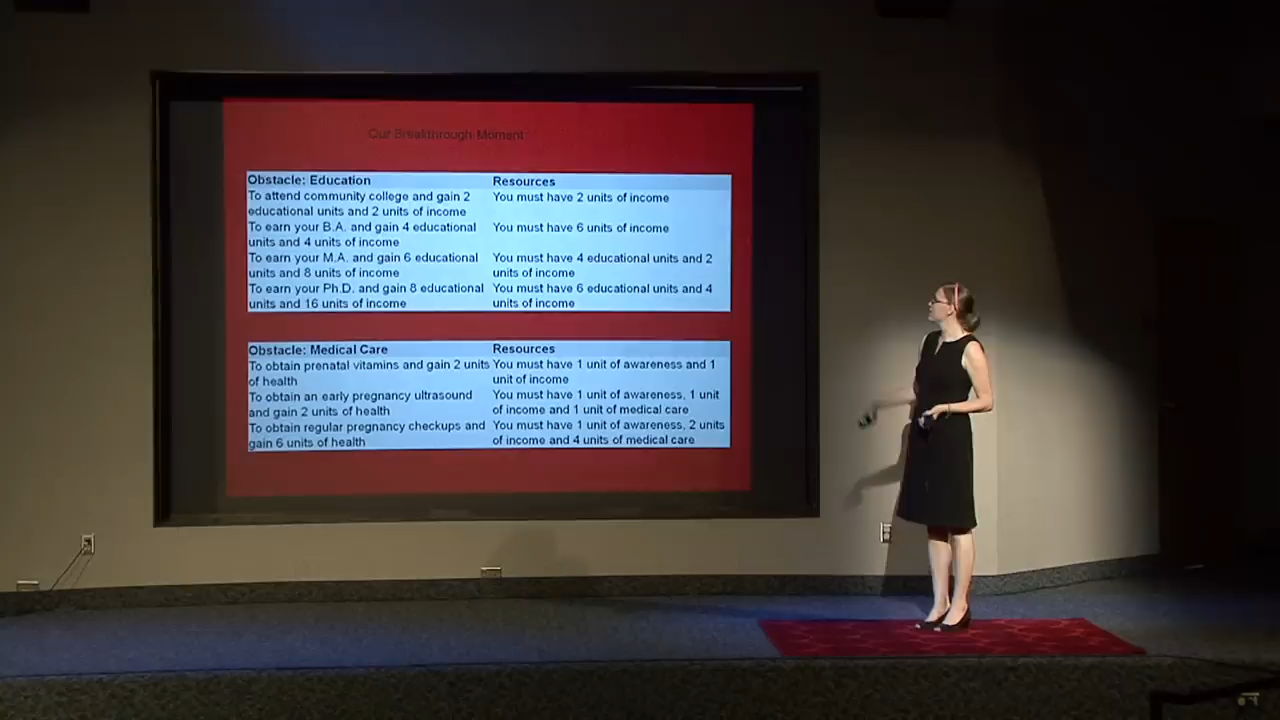 Our Breakthrough Moment
Obstacle: Education Resources
To attend community college and gain 2 You must have 2 units of income
educational units and 2 units of income
To earn your B.A. and gain 4 educational You must have 6 units of income
units and 4 units of income
To earn your M.A. and gain 6 educational You must have 4 educational units and 2
units and 8 units of income units of income
To earn your Ph.D. and gain 8 educational You must have 6 educational units and 4
units and 16 units of income units of income
Obstacle: Medical Care Resources
To obtain prenatal vitamins and gain 2 units You must have 1 unit of awareness and 1
of health unit of income
To obtain an early pregnancy ultrasound You must have 1 unit of awareness, 1 unit
and gain 2 units of health of income and 1 unit of medical care
To obtain regular pregnancy checkups and You must have 1 unit of awareness, 2 units
gain 6 units of health of income and 4 units of medical care